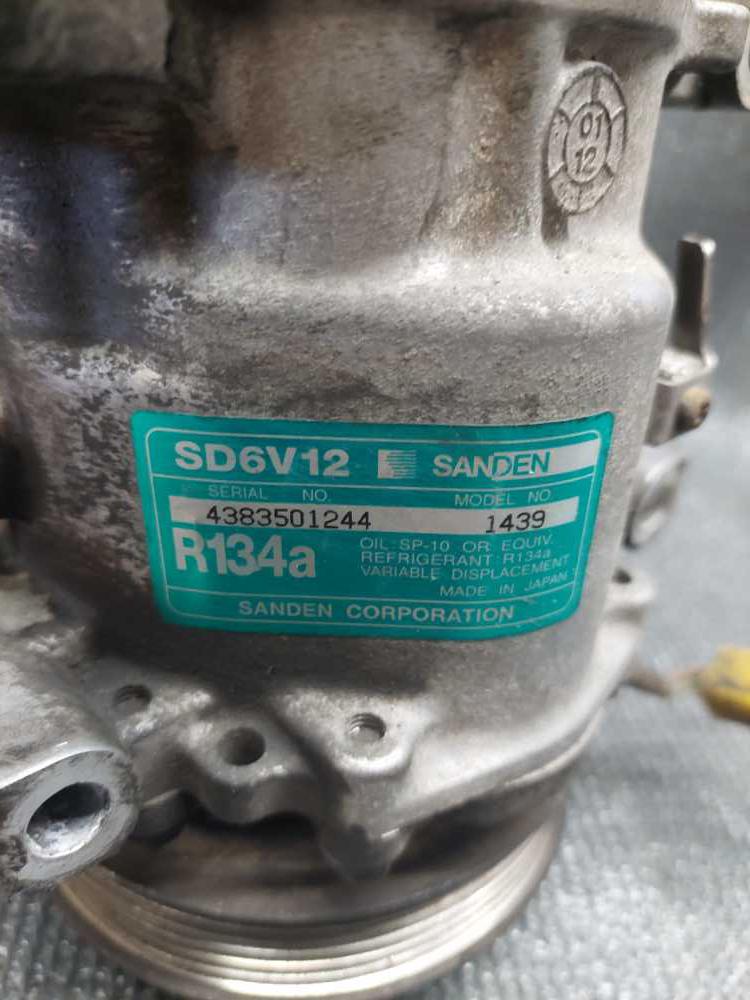 01
12
SD6V12 SANDEN
SERIAL NO. MODEL NO.
4383501244 1439
R134a
OIL: SP-10 OR EQUIV.
REFRIGERANT: R134a
VARIABLE DISPLACEMENT
MADE IN JAPAN
SANDEN CORPORATION